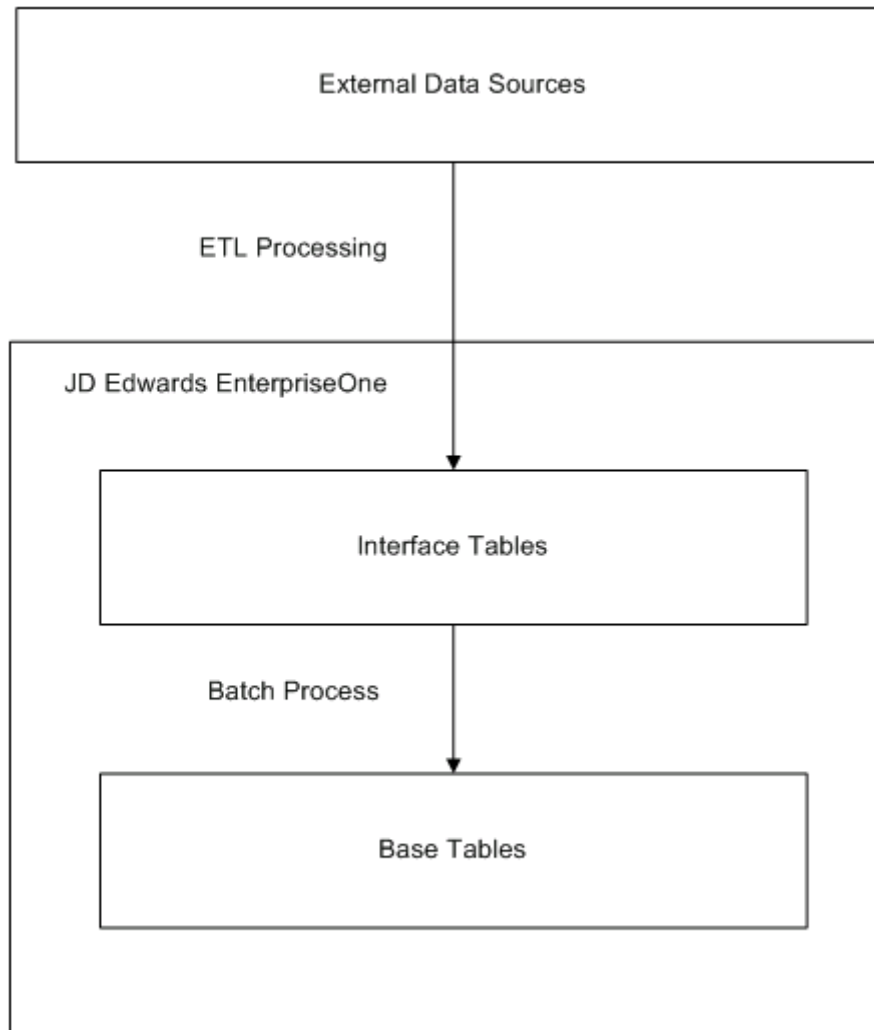 External Data Sources
ETL Processing
JD Edwards EnterpriseOne
Interface Tables
Batch Process
Base Tables